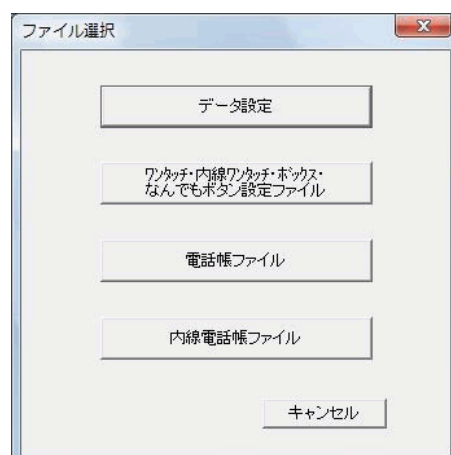 ファイル選択
データ設定
ﾜﾝﾀｯﾁ・内線ﾜﾝﾀｯﾁ・ﾎﾞｯｸｽ・
なんでもボタン設定ファイル
電話帳ファイル
内線電話帳ファイル
キャンセル